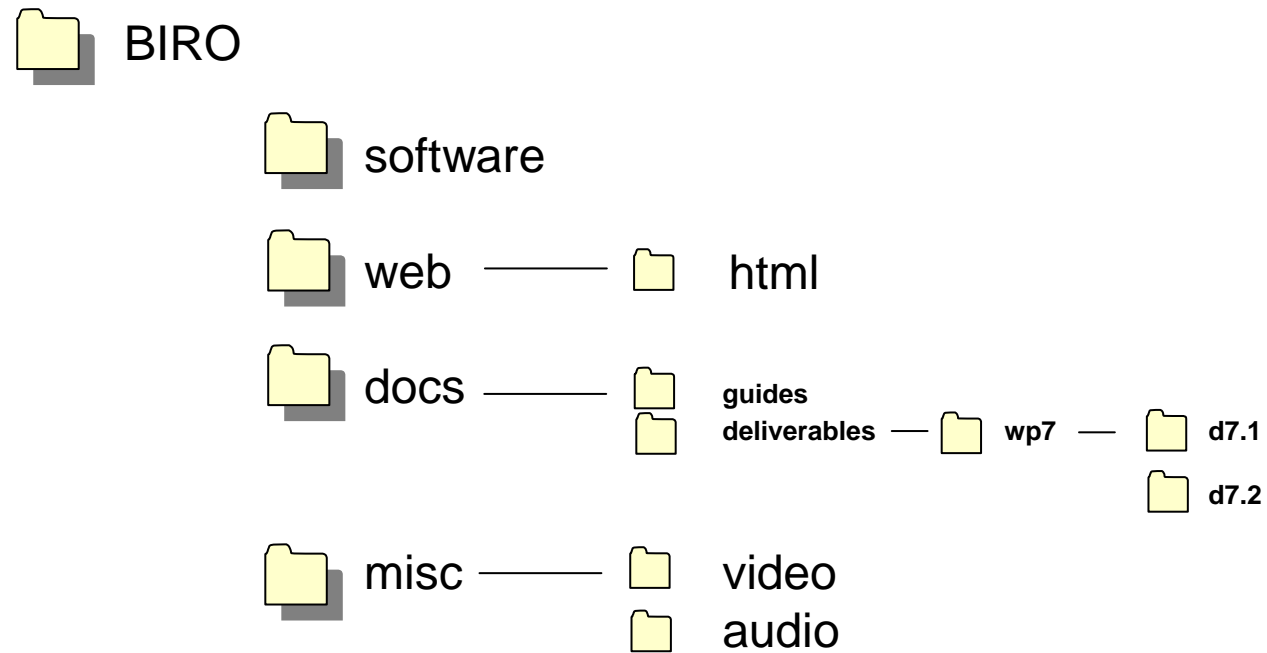 BIRO
software
web html
docs guides
deliverables wp7 d7.1
d7.2
misc video
audio